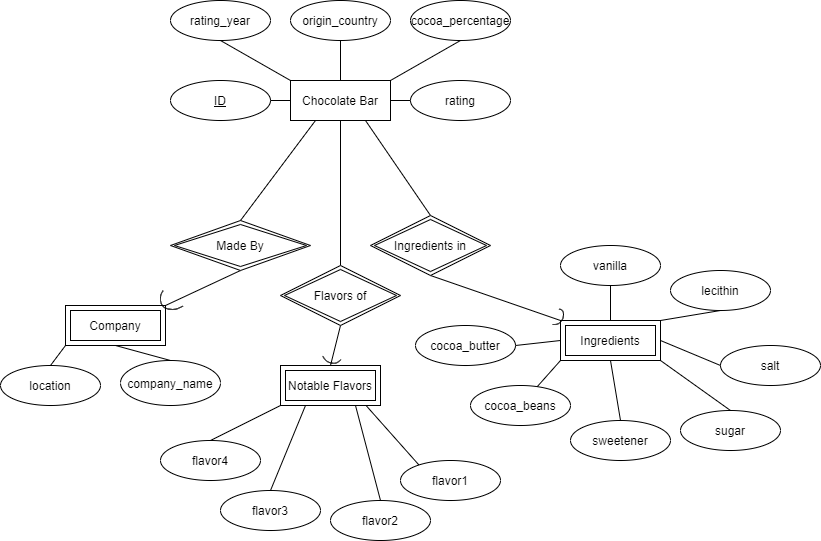 rating_year
origin_country
cocoa_percentage
ID
Chocolate Bar
rating
Made By
Ingredients in
Flavors of
vanilla
lecithin
Company
Ingredients
cocoa_butter
salt
location
company_name
Notable Flavors
cocoa_beans
sweetener
sugar
flavor4
flavor1
flavor3
flavor2